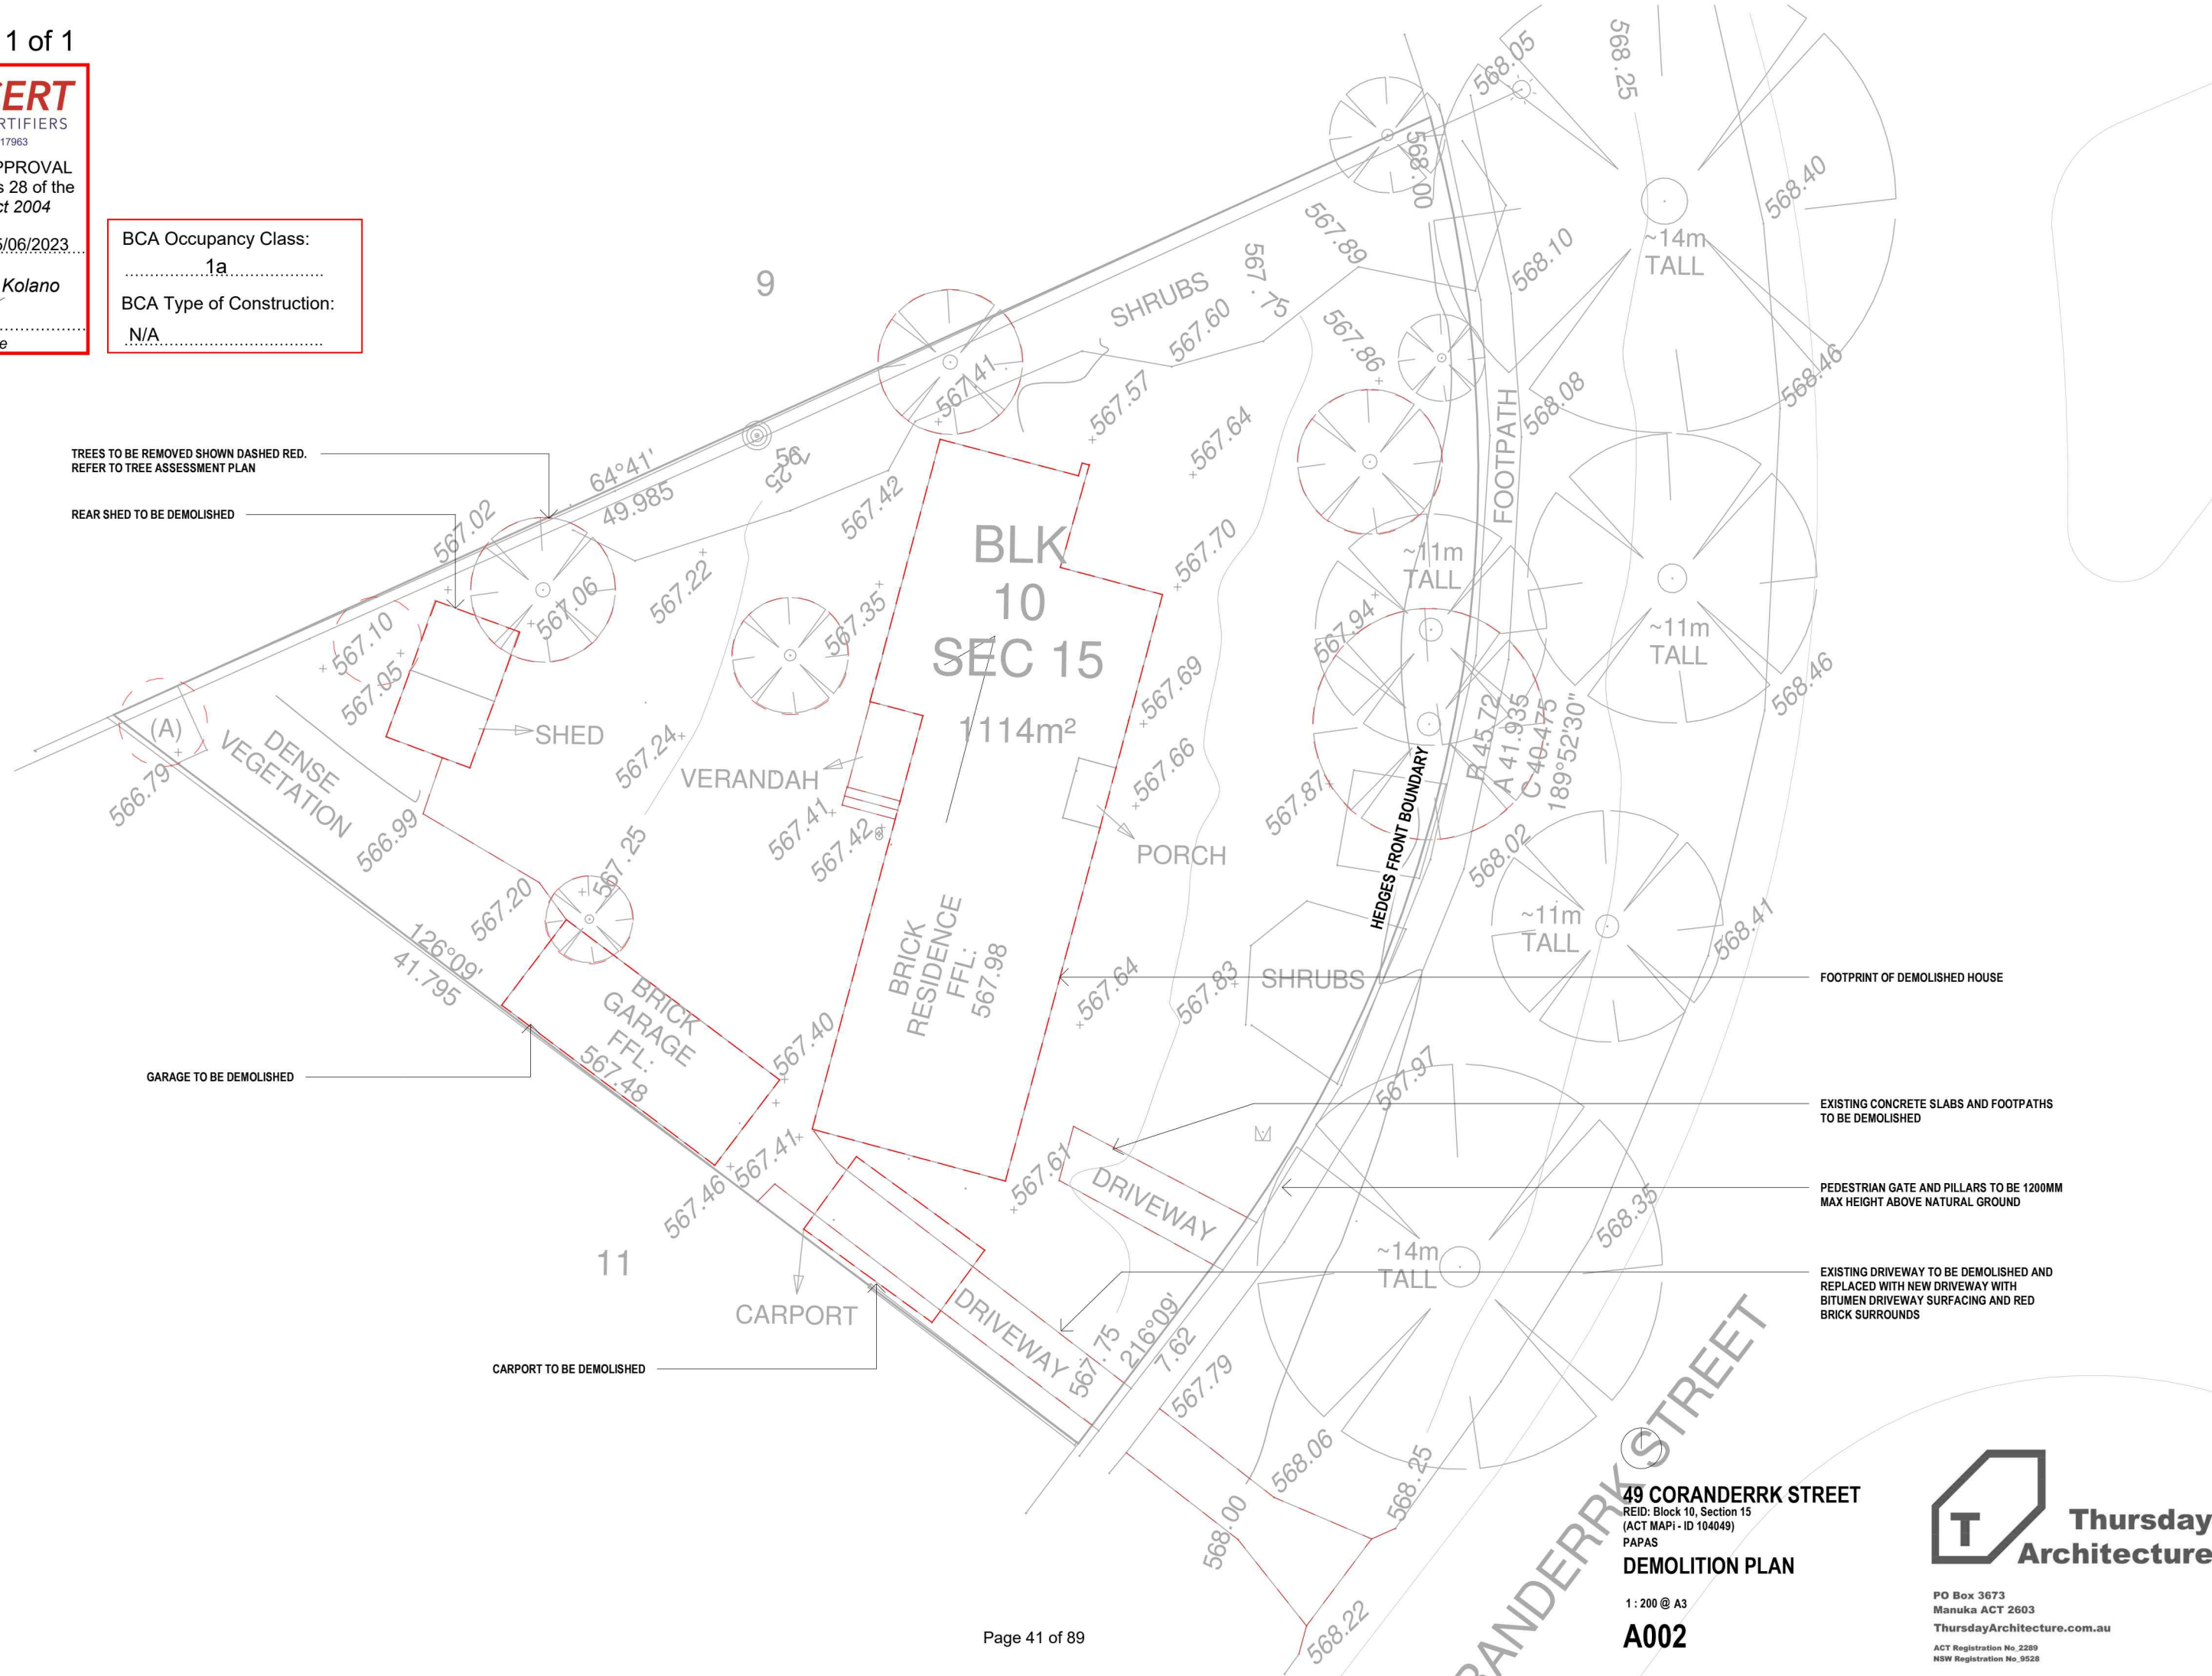 1 of 1
ERT
RTIFIERS
17963
PPROVAL
s 28 of the
ct 2004
5/06/2023
Kolano
e
BCA Occupancy Class:
1a
BCA Type of Construction:
N/A
TREES TO BE REMOVED SHOWN DASHED RED.
REFER TO TREE ASSESSMENT PLAN
REAR SHED TO BE DEMOLISHED
GARAGE TO BE DEMOLISHED
CARPORT TO BE DEMOLISHED
9
11
64°41'
49.985
567.25
SHRUBS
567.60
567.75
567.89
568.00
568.05
568.25
568.40
~14m
TALL
568.10
568.46
567.41
567.57
567.64
567.86
568.08
FOOTPATH
567.02
567.42
567.22
567.06
567.35
567.10
567.05
BLK
10
SEC 15
1114m²
567.70
~11m
TALL
567.94
~11m
TALL
567.69
568.46
(A)
DENSE
VEGETATION
566.79
SHED
567.24
VERANDAH
567.41
567.42
567.66
PORCH
567.87
HEDGES FRONT BOUNDARY
R 45.72
A 41.935
C 40.475
189°52'30"
568.02
566.99
567.20
567.25
126°09'
41.795
BRICK
RESIDENCE
FFL:
567.98
~11m
TALL
568.41
BRICK
GARAGE
FFL:
567.48
567.40
567.64
567.83
SHRUBS
567.97
567.41
567.46
567.61
DRIVEWAY
CARPORT
DRIVEWAY
567.75
216°09'
7.62
567.79
~14m
TALL
568.35
568.06
568.25
568.00
568.22
RANDERRK STREET
FOOTPRINT OF DEMOLISHED HOUSE
EXISTING CONCRETE SLABS AND FOOTPATHS
TO BE DEMOLISHED
PEDESTRIAN GATE AND PILLARS TO BE 1200MM
MAX HEIGHT ABOVE NATURAL GROUND
EXISTING DRIVEWAY TO BE DEMOLISHED AND
REPLACED WITH NEW DRIVEWAY WITH
BITUMEN DRIVEWAY SURFACING AND RED
BRICK SURROUNDS
49 CORANDERRK STREET
REID: Block 10, Section 15
(ACT MAPi - ID 104049)
PAPAS
DEMOLITION PLAN
1 : 200 @ A3
A002
T
Thursday
Architecture
PO Box 3673
Manuka ACT 2603
ThursdayArchitecture.com.au
ACT Registration No_2289
NSW Registration No_9528
Page 41 of 89